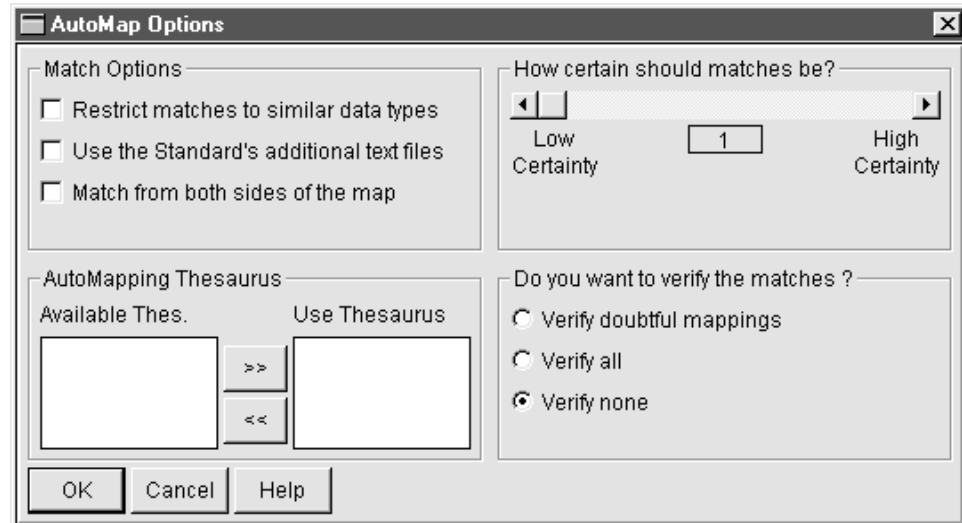 AutoMap Options
Match Options
Restrict matches to similar data types
Use the Standard's additional text files
Match from both sides of the map
How certain should matches be?
Low Certainty
1
High Certainty
AutoMapping Thesaurus
Available Thes.
Use Thesaurus
>>
<<
Do you want to verify the matches ?
Verify doubtful mappings
Verify all
Verify none
OK
Cancel
Help